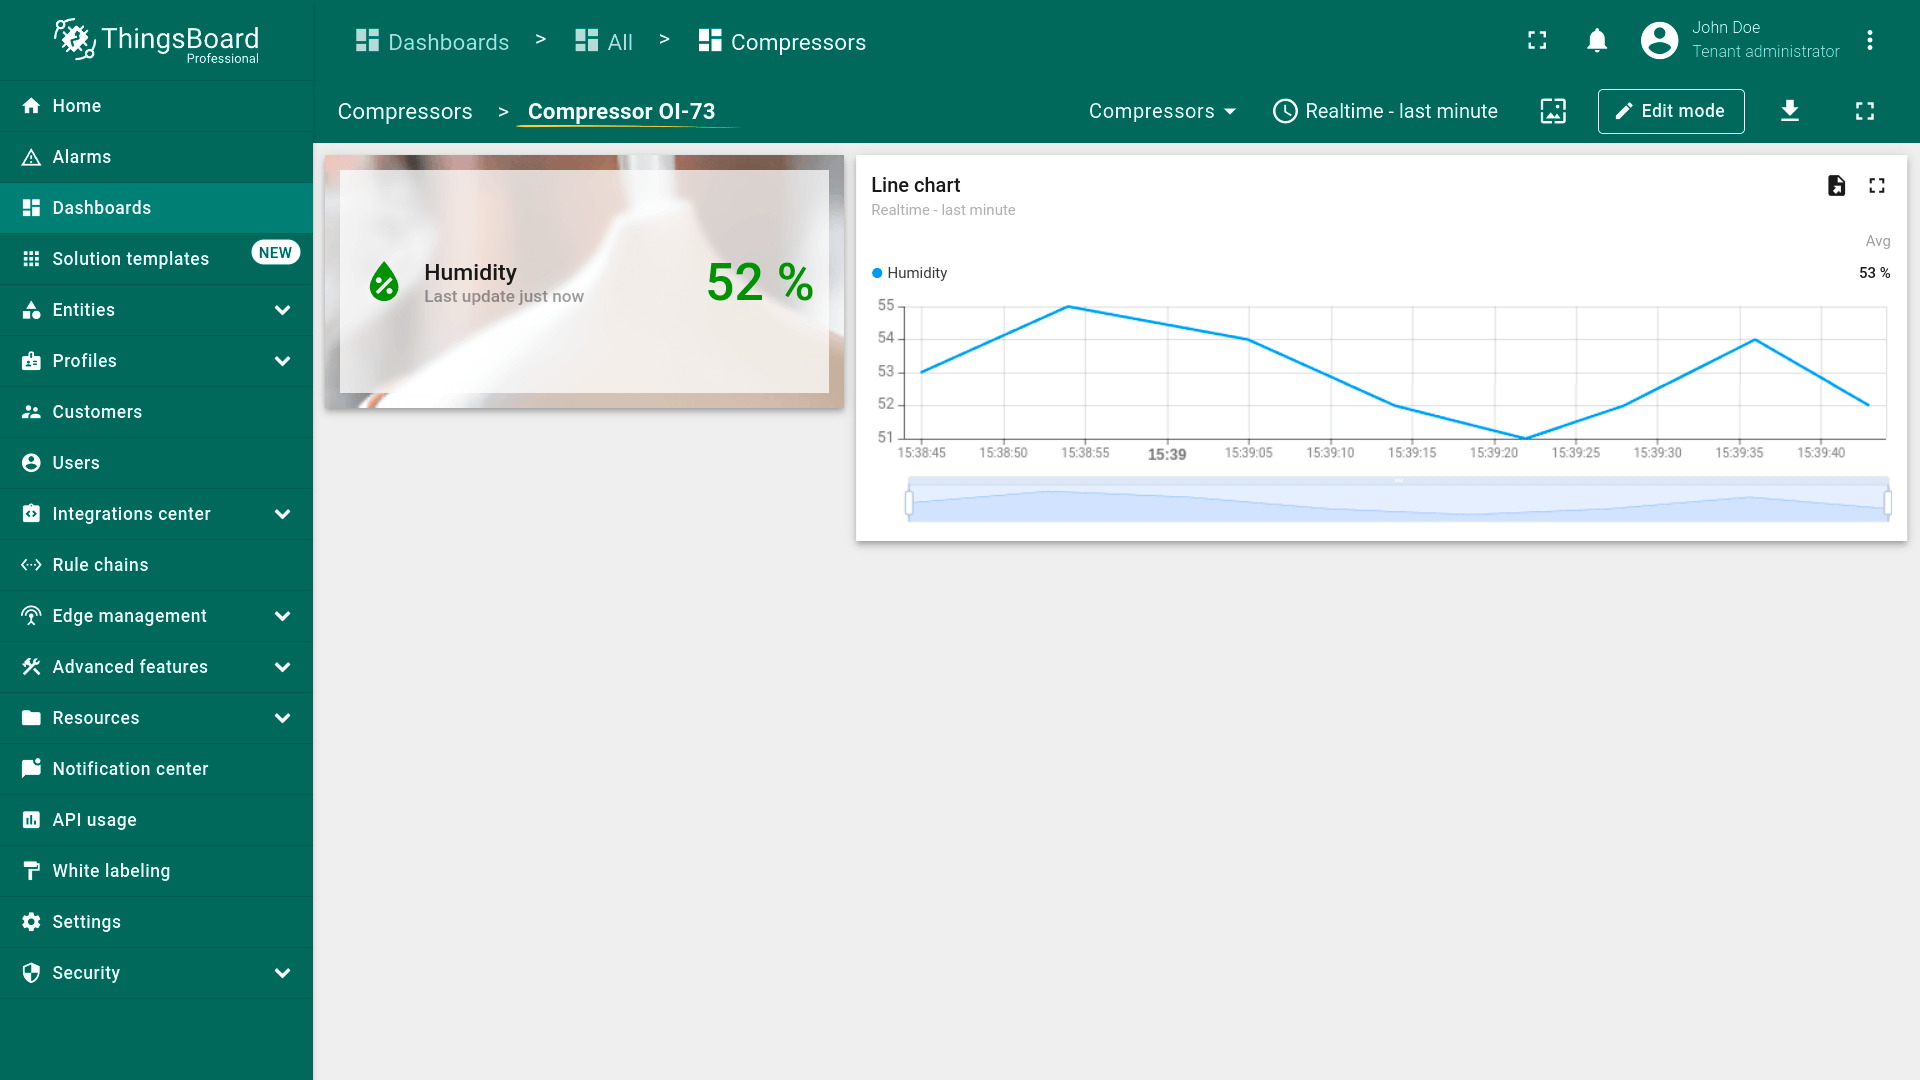 ThingsBoard
Professional
Dashboards > All > Compressors
John Doe
Tenant administrator
Compressors > Compressor OI-73
Compressors
Realtime - last minute
Edit mode
Home
Alarms
Dashboards
Solution templates NEW
Entities
Profiles
Customers
Users
Integrations center
Rule chains
Edge management
Advanced features
Resources
Notification center
API usage
White labeling
Settings
Security
Humidity
Last update just now
52 %
Line chart
Realtime - last minute
Avg
Humidity 53 %
55
54
53
52
51
15:38:45 15:38:50 15:38:55 15:39 15:39:05 15:39:10 15:39:15 15:39:20 15:39:25 15:39:30 15:39:35 15:39:40